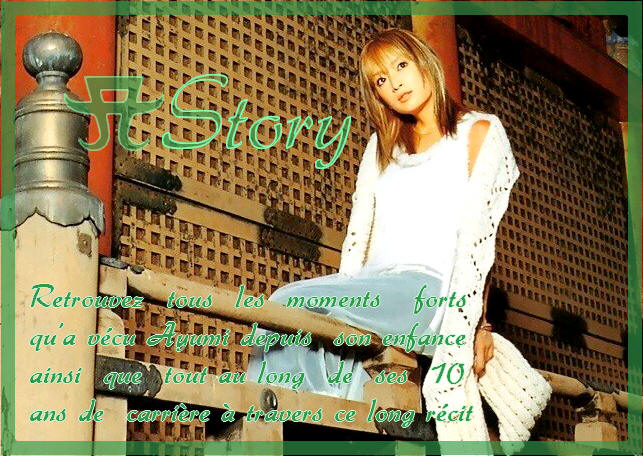 Story
Retrouvez tous les moments forts
qu'a vécu Ayumi depuis son enfance
ainsi que tout au long de ses 10
ans de carrière à travers ce long récit